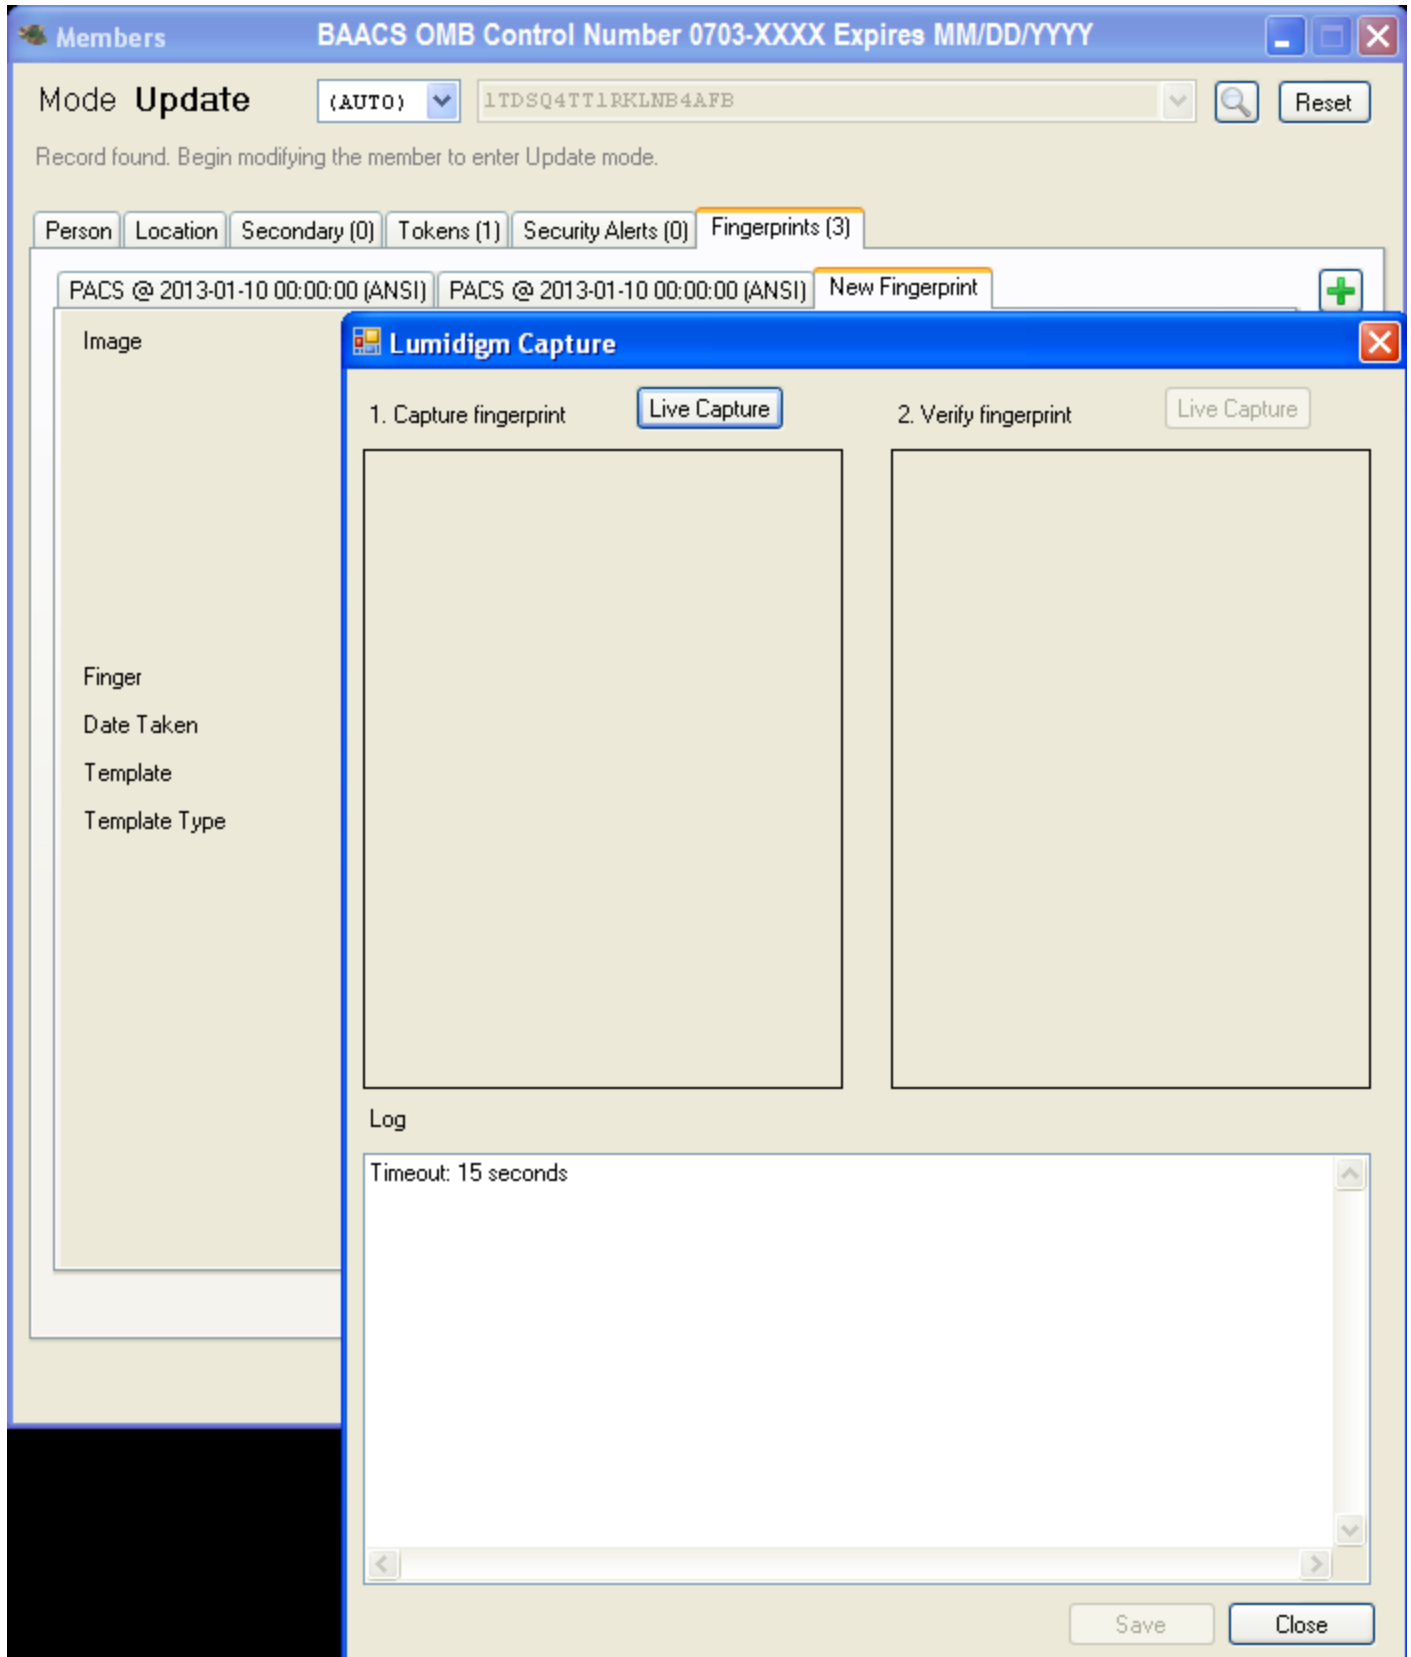 Members BAACS OMB Control Number 0703-XXXX Expires MM/DD/YYYY
Mode Update (AUTO) 1TDSQ4TT1RKLNB4AFB Reset
Record found. Begin modifying the member to enter Update mode.
Person Location Secondary (0) Tokens (1) Security Alerts (0) Fingerprints (3)
PACS @ 2013-01-10 00:00:00 (ANSI) PACS @ 2013-01-10 00:00:00 (ANSI) New Fingerprint
Image
Lumidigm Capture
1. Capture fingerprint Live Capture 2. Verify fingerprint Live Capture
Finger
Date Taken
Template
Template Type
Log
Timeout: 15 seconds
Save Close